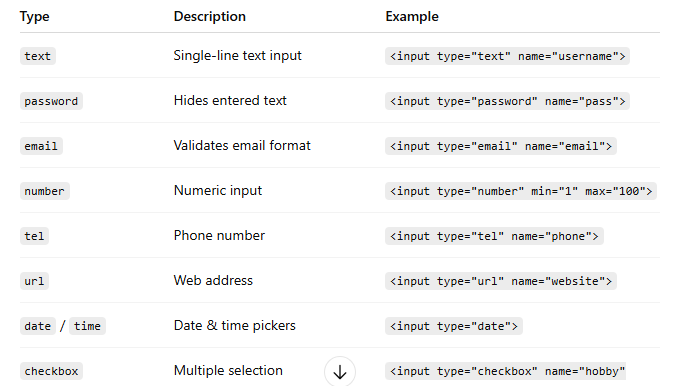 Type Description Example
text Single-line text input <input type="text" name="username">
password Hides entered text <input type="password" name="pass">
email Validates email format <input type="email" name="email">
number Numeric input <input type="number" min="1" max="100">
tel Phone number <input type="tel" name="phone">
url Web address <input type="url" name="website">
date / time Date & time pickers <input type="date">
checkbox Multiple selection <input type="checkbox" name="hobby"